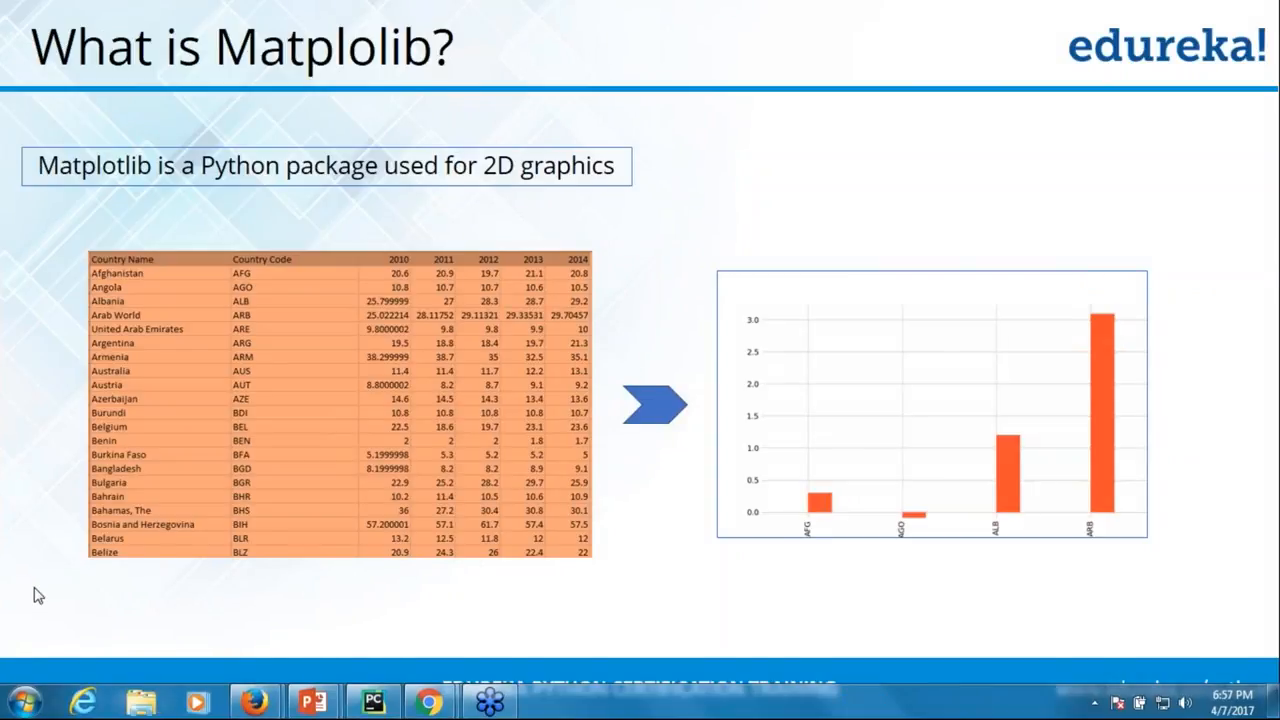 What is Matplolib?
edureka!
Matplotlib is a Python package used for 2D graphics
Country Name Country Code 2010 2011 2012 2013 2014
Afghanistan AFG 20.6 20.9 19.7 21.1 20.8
Angola AGO 10.8 10.7 10.7 10.6 10.5
Albania ALB 25.799999 27 28.3 28.7 29.2
Arab World ARB 25.022214 28.11752 29.11321 29.33531 29.70457
United Arab Emirates ARE 9.8000002 9.8 9.8 9.9 10
Argentina ARG 19.5 18.8 18.4 19.7 21.3
Armenia ARM 38.299999 38.7 35 32.5 35.1
Australia AUS 11.4 11.4 11.7 12.2 13.1
Austria AUT 8.8000002 8.2 8.7 9.1 9.2
Azerbaijan AZE 14.6 14.5 14.3 13.4 13.6
Burundi BDI 10.8 10.8 10.8 10.8 10.7
Belgium BEL 22.5 18.6 19.7 23.1 23.6
Benin BEN 2 2 2 1.8 1.7
Burkina Faso BFA 5.1999998 5.3 5.2 5.2 5
Bangladesh BGD 8.1999998 8.2 8.2 8.9 9.1
Bulgaria BGR 22.9 25.2 28.2 29.7 25.9
Bahrain BHR 10.2 11.4 10.5 10.6 10.9
Bahamas, The BHS 36 27.2 30.4 30.8 30.1
Bosnia and Herzegovina BIH 57.200001 57.1 61.7 57.4 57.5
Belarus BLR 13.2 12.5 11.8 12 12
Belize BLZ 20.9 24.3 26 22.4 22
3.0
2.5
2.0
1.5
1.0
0.5
0.0
AFG AGO ALB ARB
EDUREKA PYTHON CERTIFICATION TRAINING
PC
6:57 PM
4/7/2017